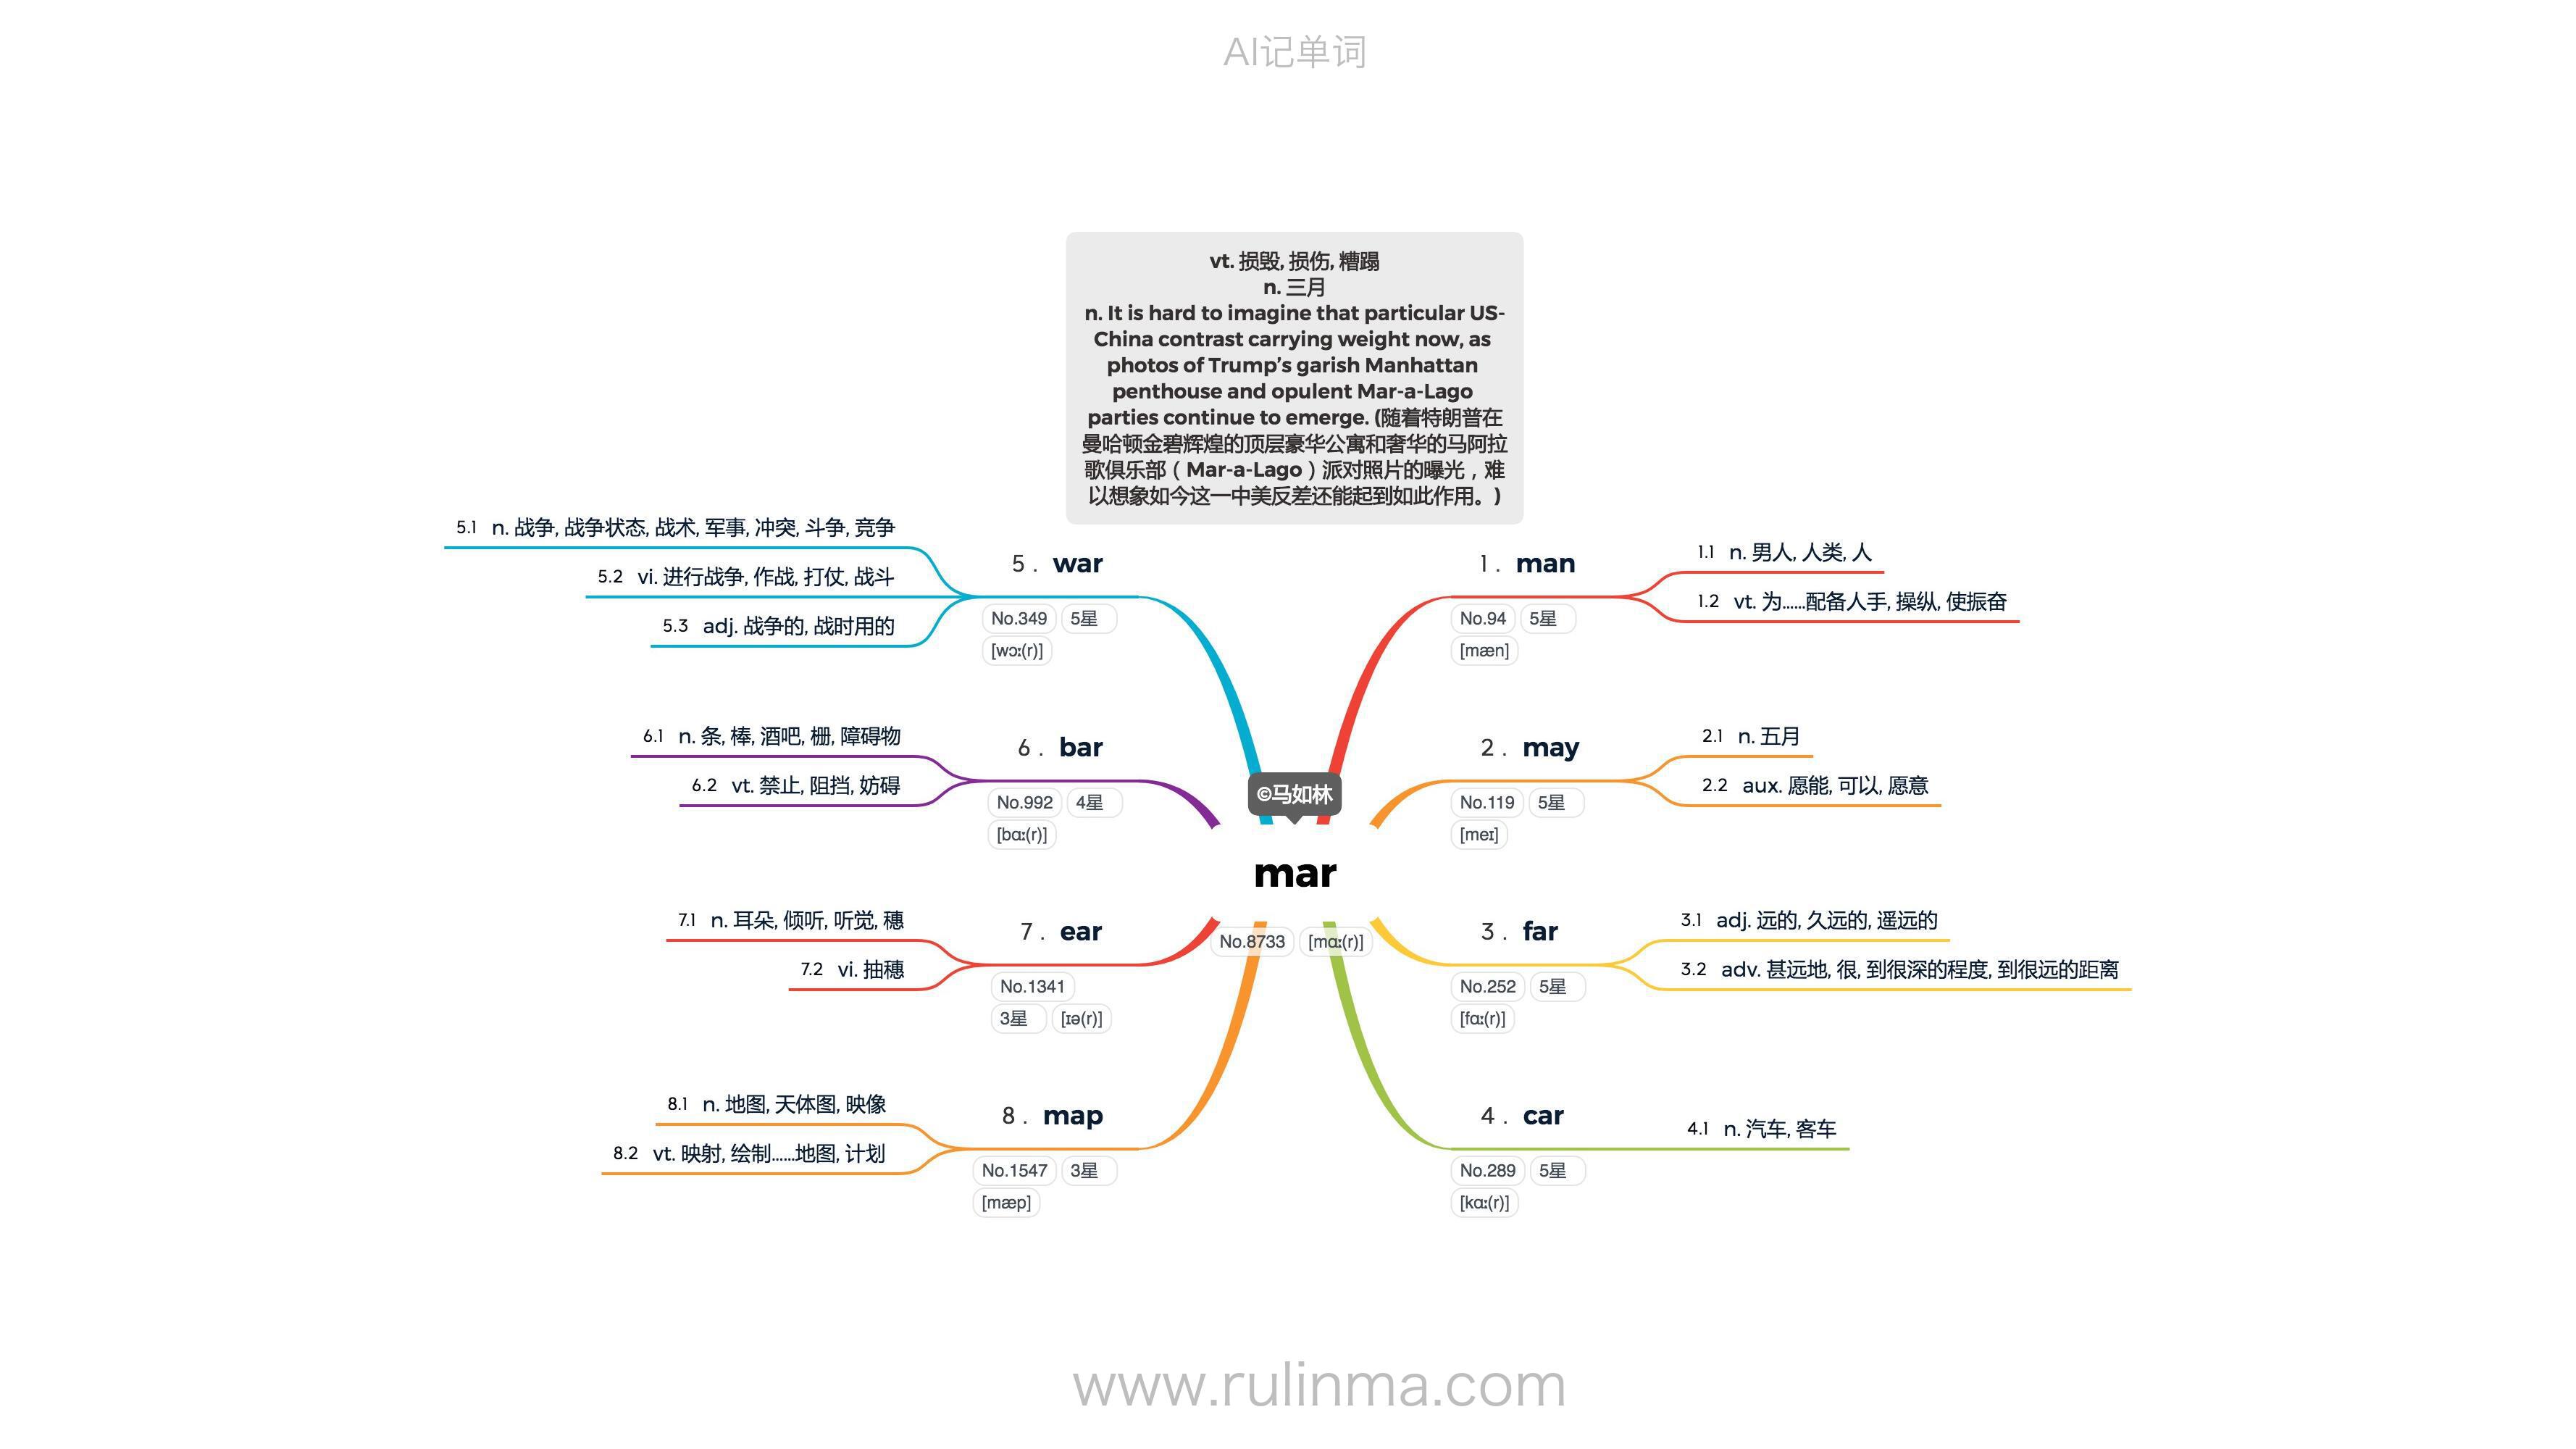 AI记单词
vt. 损毁, 损伤, 糟蹋
n. 三月
n. It is hard to imagine that particular US-
China contrast carrying weight now, as
photos of Trump’s garish Manhattan
penthouse and opulent Mar-a-Lago
parties continue to emerge. (随着特朗普在
曼哈顿金碧辉煌的顶层豪华公寓和奢华的马阿拉
歌俱乐部（Mar-a-Lago）派对照片的曝光，难
以想象如今这一中美反差还能起到如此作用。)
©马如林
mar
No.8733 [mɑː(r)]
1 . man
No.94 5星
[mæn]
1.1 n. 男人, 人类, 人
1.2 vt. 为……配备人手, 操纵, 使振奋
2 . may
No.119 5星
[meɪ]
2.1 n. 五月
2.2 aux. 愿能, 可以, 愿意
3 . far
No.252 5星
[fɑː(r)]
3.1 adj. 远的, 久远的, 遥远的
3.2 adv. 甚远地, 很, 到很深的程度, 到很远的距离
4 . car
No.289 5星
[kɑː(r)]
4.1 n. 汽车, 客车
5 . war
No.349 5星
[wɔː(r)]
5.1 n. 战争, 战争状态, 战术, 军事, 冲突, 斗争, 竞争
5.2 vi. 进行战争, 作战, 打仗, 战斗
5.3 adj. 战争的, 战时用的
6 . bar
No.992 4星
[bɑː(r)]
6.1 n. 条, 棒, 酒吧, 栅, 障碍物
6.2 vt. 禁止, 阻挡, 妨碍
7 . ear
No.1341
3星 [ɪə(r)]
7.1 n. 耳朵, 倾听, 听觉, 穗
7.2 vi. 抽穗
8 . map
No.1547 3星
[mæp]
8.1 n. 地图, 天体图, 映像
8.2 vt. 映射, 绘制……地图, 计划
www.rulinma.com